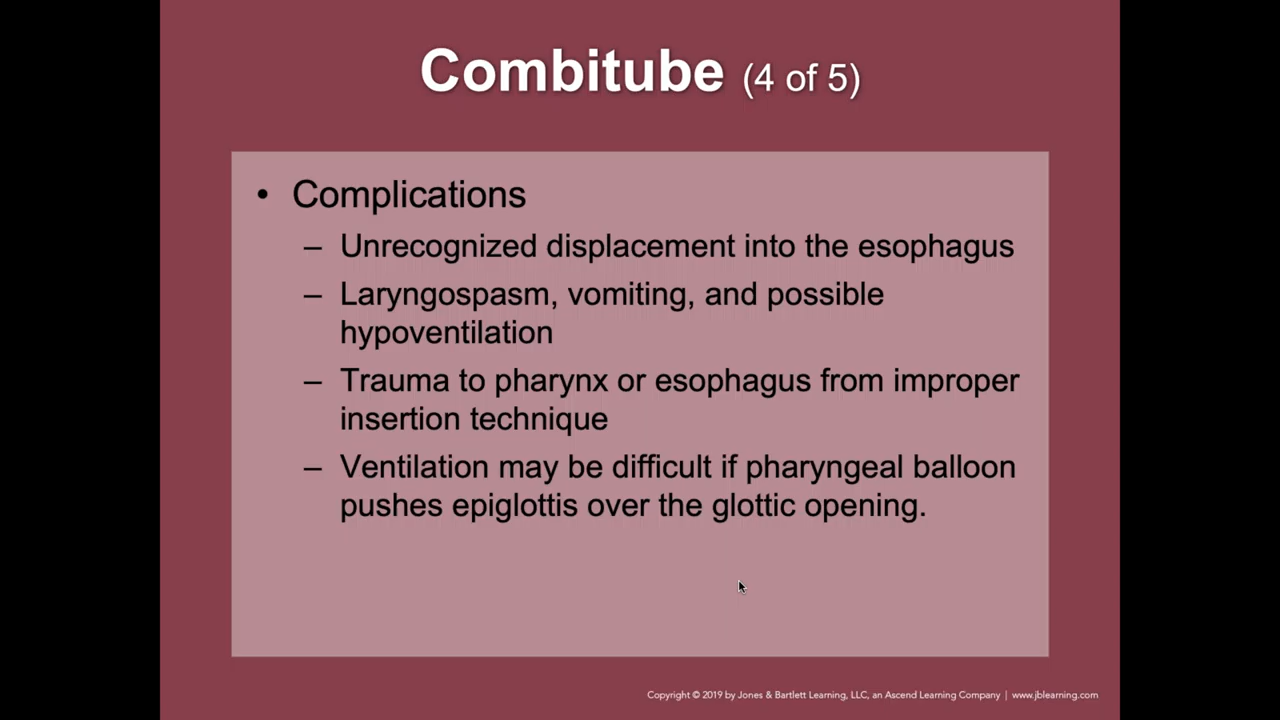 Combitube (4 of 5)
• Complications
– Unrecognized displacement into the esophagus
– Laryngospasm, vomiting, and possible
hypoventilation
– Trauma to pharynx or esophagus from improper
insertion technique
– Ventilation may be difficult if pharyngeal balloon
pushes epiglottis over the glottic opening.
Copyright © 2019 by Jones & Bartlett Learning, LLC, an Ascend Learning Company | www.jblearning.com